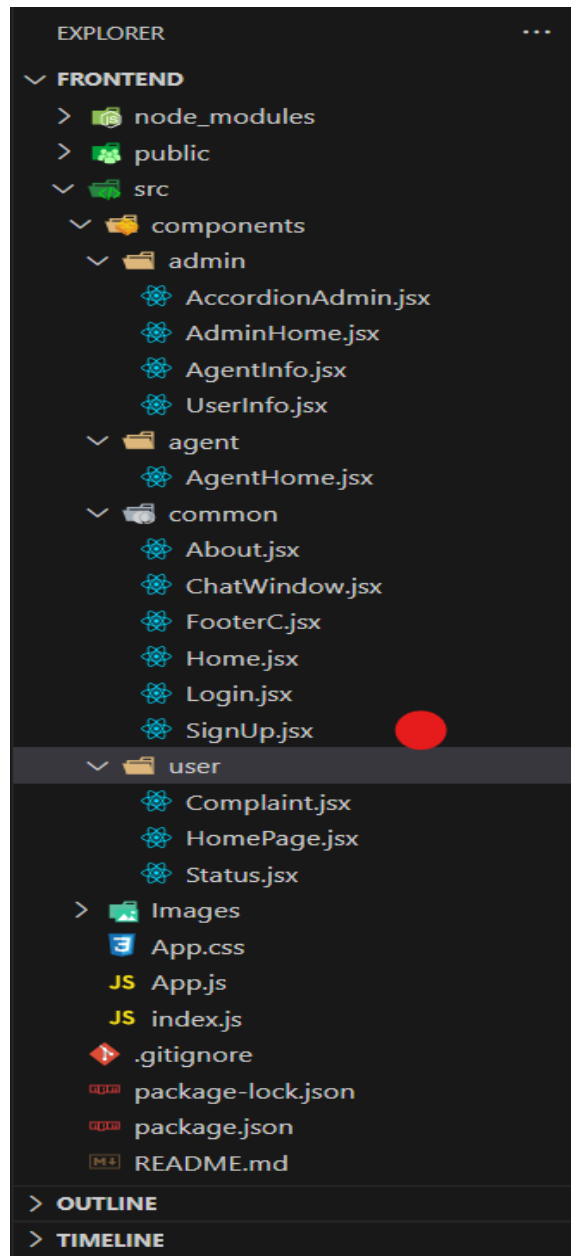 EXPLORER ...
FRONTEND
node_modules
public
src
components
admin
AccordionAdmin.jsx
AdminHome.jsx
AgentInfo.jsx
UserInfo.jsx
agent
AgentHome.jsx
common
About.jsx
ChatWindow.jsx
FooterC.jsx
Home.jsx
Login.jsx
SignUp.jsx
user
Complaint.jsx
HomePage.jsx
Status.jsx
Images
App.css
JS App.js
JS index.js
.gitignore
package-lock.json
package.json
README.md
OUTLINE
TIMELINE